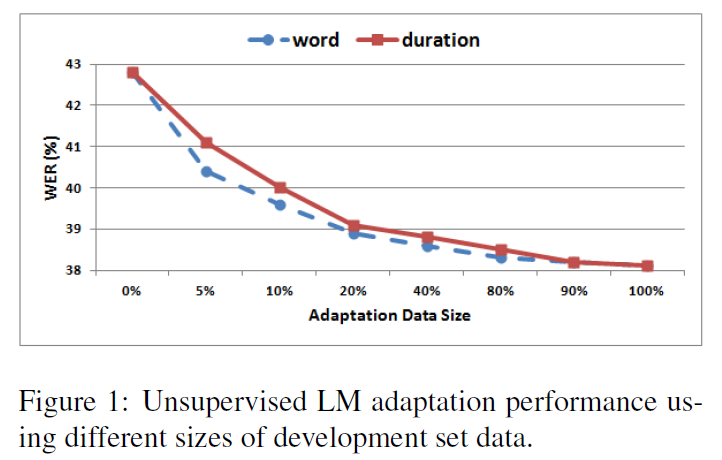 word duration
43
42
41
40
39
38
WER (%)
0% 5% 10% 20% 40% 80% 90% 100%
Adaptation Data Size
Figure 1: Unsupervised LM adaptation performance us-
ing different sizes of development set data.